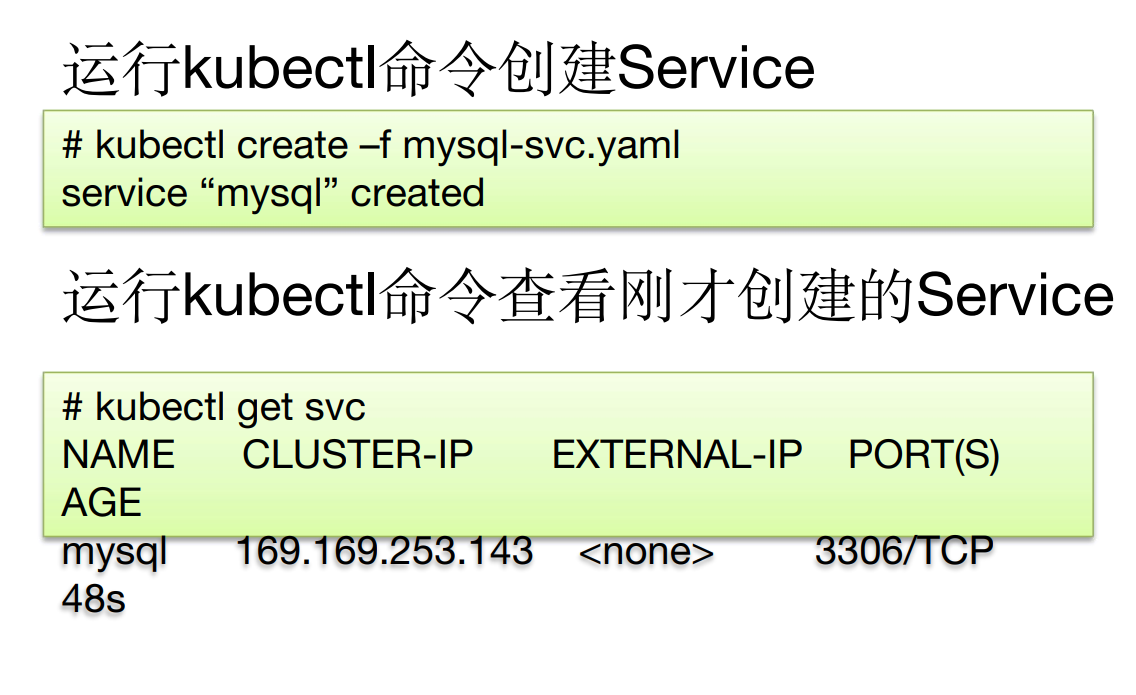 运行kubectl命令创建Service
# kubectl create –f mysql-svc.yaml
service “mysql” created
运行kubectl命令查看刚才创建的Service
# kubectl get svc
NAME CLUSTER-IP EXTERNAL-IP PORT(S)
AGE
mysql 169.169.253.143 <none> 3306/TCP
48s